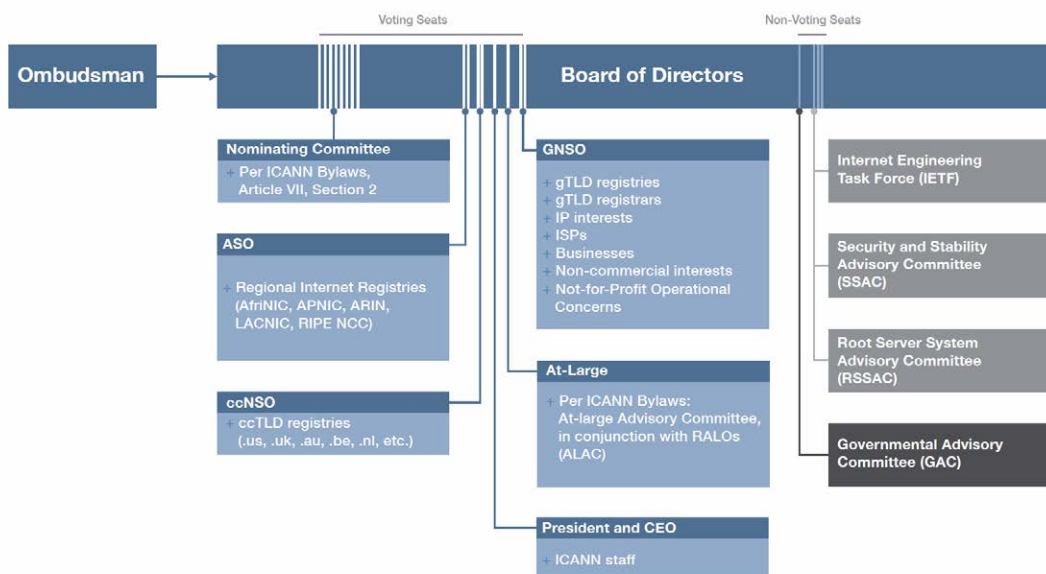 Voting Seats
Non-Voting Seats
Ombudsman
Board of Directors
Nominating Committee
+ Per ICANN Bylaws,
Article VII, Section 2
ASO
+ Regional Internet Registries
(AfriNIC, APNIC, ARIN,
LACNIC, RIPE NCC)
ccNSO
+ ccTLD registries
(.us, .uk, .au, .be, .nl, etc.)
GNSO
+ gTLD registries
+ gTLD registrars
+ IP interests
+ ISPs
+ Businesses
+ Non-commercial interests
+ Not-for-Profit Operational
Concerns
At-Large
+ Per ICANN Bylaws:
At-large Advisory Committee,
in conjunction with RALOs
(ALAC)
President and CEO
+ ICANN staff
Internet Engineering
Task Force (IETF)
Security and Stability
Advisory Committee
(SSAC)
Root Server System
Advisory Committee
(RSSAC)
Governmental Advisory
Committee (GAC)